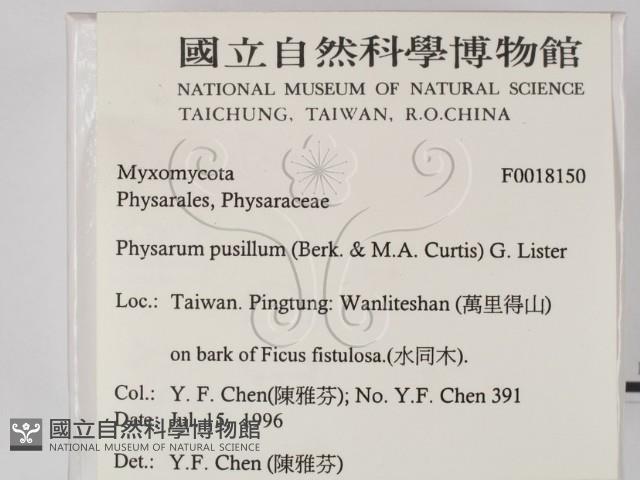 國立自然科學博物館
NATIONAL MUSEUM OF NATURAL SCIENCE
TAICHUNG, TAIWAN, R.O.CHINA
Myxomycota F0018150
Physarales, Physaraceae
Physarum pusillum (Berk. & M.A. Curtis) G. Lister
Loc.: Taiwan. Pingtung: Wanliteshan (萬里得山)
on bark of Ficus fistulosa.(水同木).
Col.: Y. F. Chen(陳雅芬); No. Y.F. Chen 391
Date: Jul. 15, 1996
國立自然科學博物館
NATIONAL MUSEUM OF NATURAL SCIENCE
Det.: Y.F. Chen (陳雅芬)